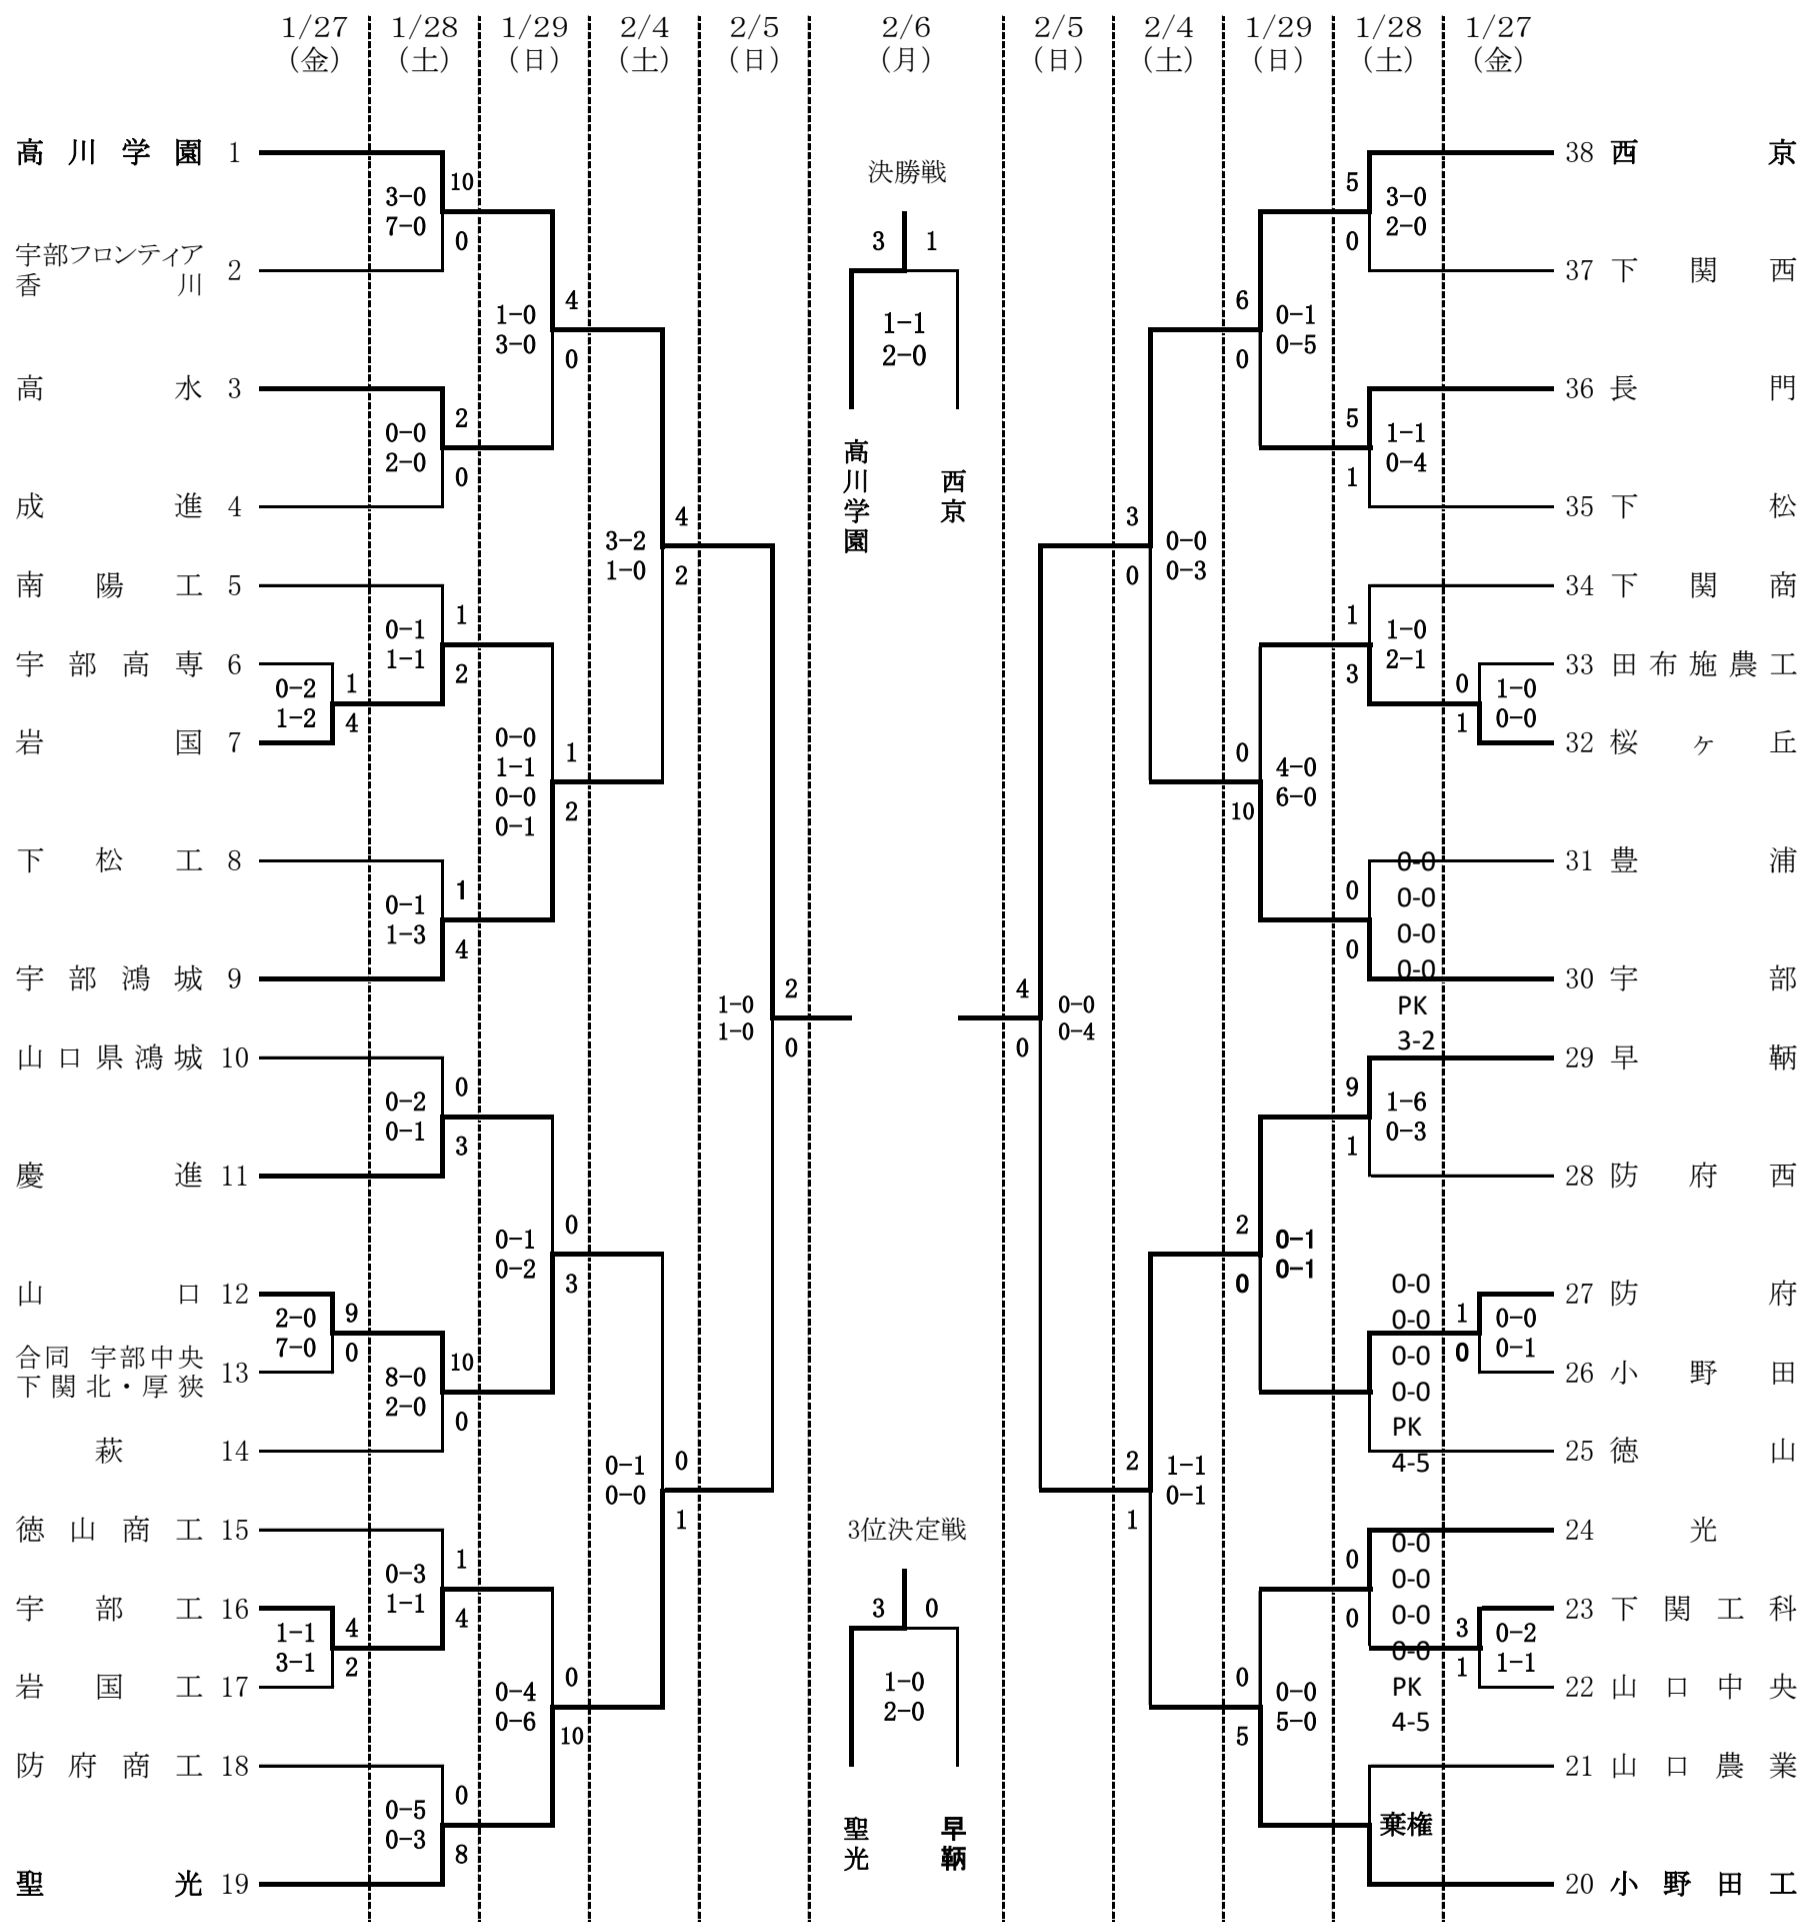 1/27 1/28 1/29 2/4 2/5 2/6 2/5 2/4 1/29 1/28 1/27
(金) (土) (日) (土) (日) (月) (日) (土) (日) (土) (金)
高川学園 1
宇部フロンティア
香川 2
高水 3
成進 4
南陽工 5
宇部高専 6
岩国 7
下松工 8
宇部鴻城 9
山口県鴻城 10
慶進 11
山口 12
合同 宇部中央
下関北・厚狭 13
萩 14
徳山商工 15
宇部工 16
岩国工 17
防府商工 18
聖光 19
0-2
1-2
1
4
2-0
7-0
9
0
1-1
3-1
4
2
3-0
7-0
10
0
0-0
2-0
2
0
0-1
1-1
1
2
0-1
1-3
1
4
0-2
0-1
0
3
8-0
2-0
10
0
0-3
1-1
1
4
0-5
0-3
0
8
1-0
3-0
4
0
0-0
1-1
0-0
0-1
1
2
0-1
0-2
0
3
0-4
0-6
0
10
3-2
1-0
4
2
0-1
0-0
0
1
1-0
1-0
2
0
決勝戦
3 1
1-1
2-0
高川学園
西京
3位決定戦
3 0
1-0
2-0
聖光
早鞆
4
0
0-0
0-4
3
0
0-0
0-3
2
1
1-1
0-1
6
0
0-1
0-5
0
10
4-0
6-0
2
0
0-1
0-1
0
5
0-0
5-0
5
0
3-0
2-0
5
1
1-1
0-4
1
3
1-0
2-1
0
0
0-0
0-0
0-0
0-0
PK
3-2
9
1
1-6
0-3
0-0
0-0
0-0
0-0
PK
4-5
0
0
0-0
0-0
0-0
0-0
PK
4-5
棄権
0
1
1-0
0-0
1
0
0-0
0-1
3
1
0-2
1-1
38 西京
37 下関西
36 長門
35 下松
34 下関商
33 田布施農工
32 桜ヶ丘
31 豊浦
30 宇部
29 早鞆
28 防府西
27 防府
26 小野田
25 徳山
24 光
23 下関工科
22 山口中央
21 山口農業
20 小野田工